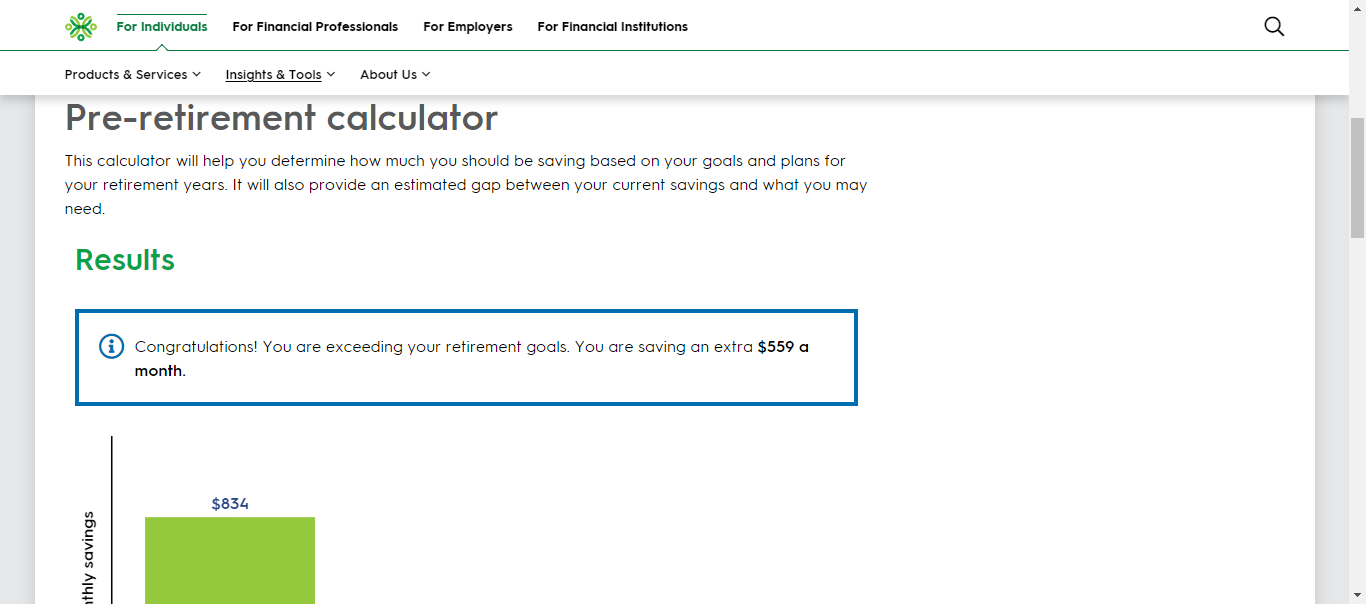 For Individuals For Financial Professionals For Employers For Financial Institutions
Products & Services Insights & Tools About Us
Pre-retirement calculator
This calculator will help you determine how much you should be saving based on your goals and plans for
your retirement years. It will also provide an estimated gap between your current savings and what you may
need.
Results
Congratulations! You are exceeding your retirement goals. You are saving an extra $559 a
month.
$834
savings